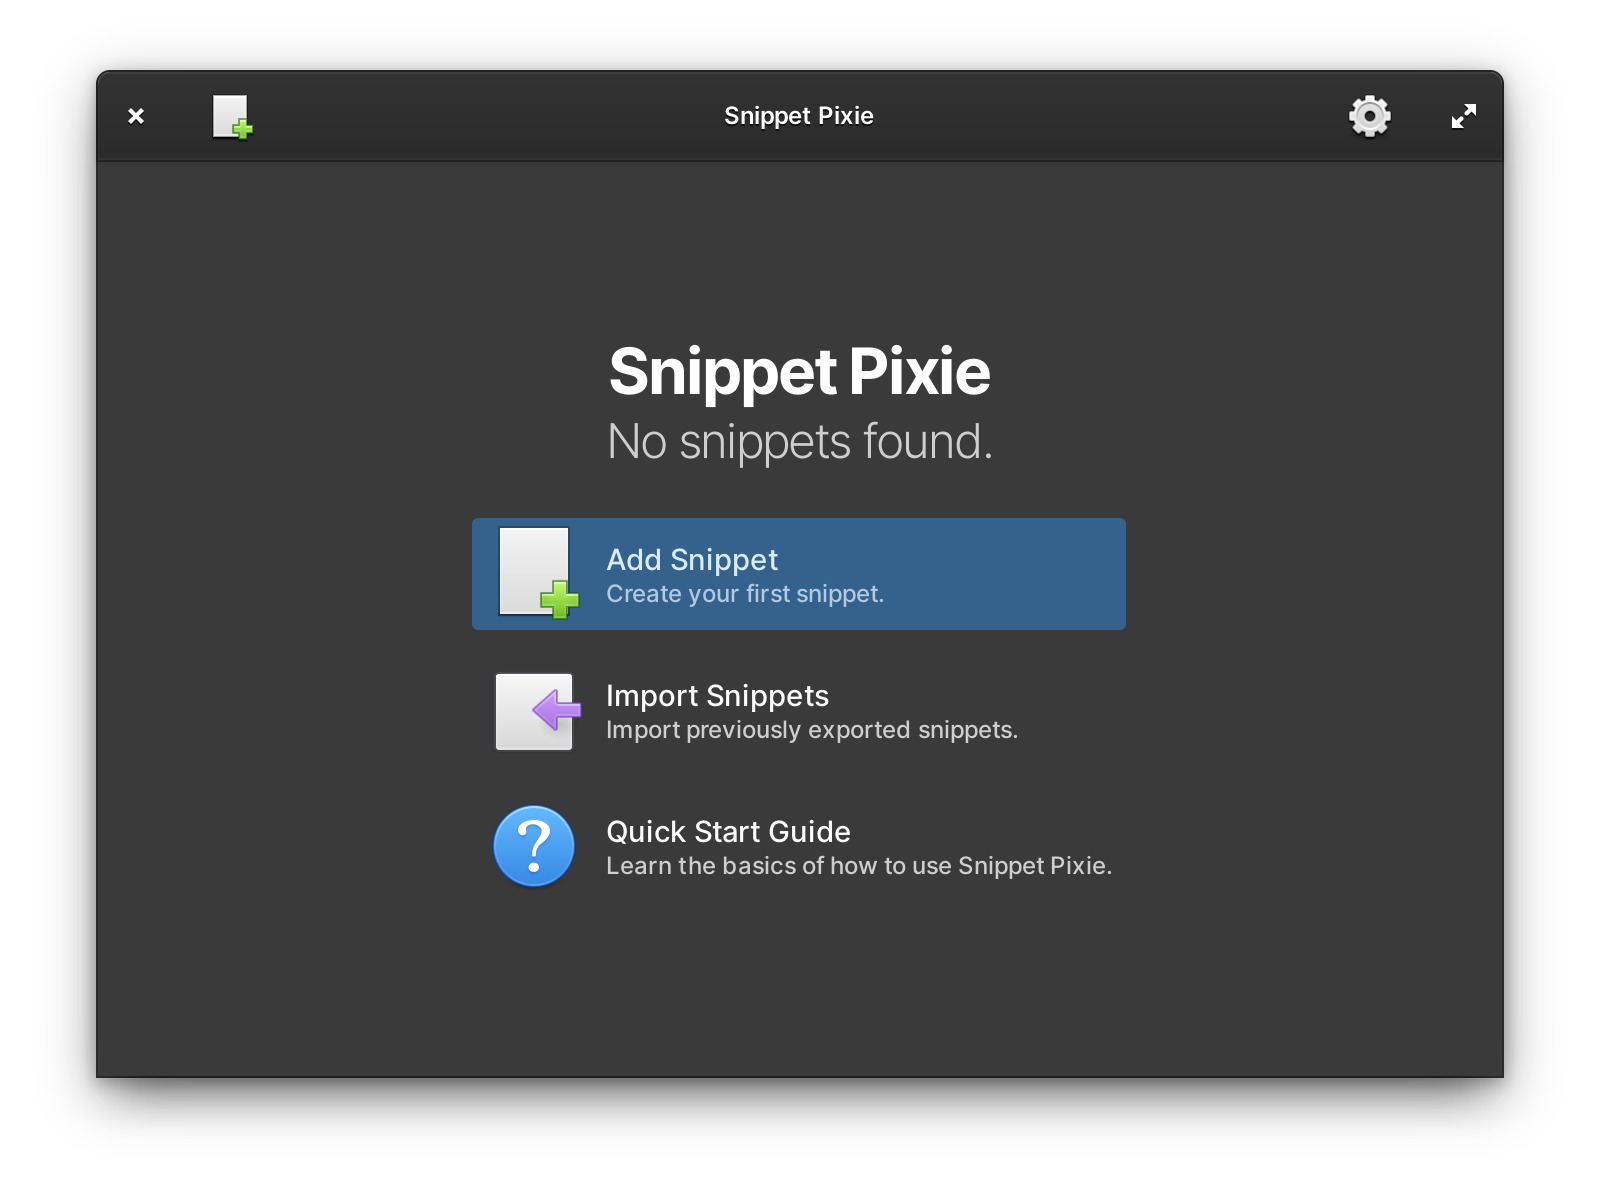 Snippet Pixie
Snippet Pixie
No snippets found.
Add Snippet
Create your first snippet.
Import Snippets
Import previously exported snippets.
Quick Start Guide
Learn the basics of how to use Snippet Pixie.